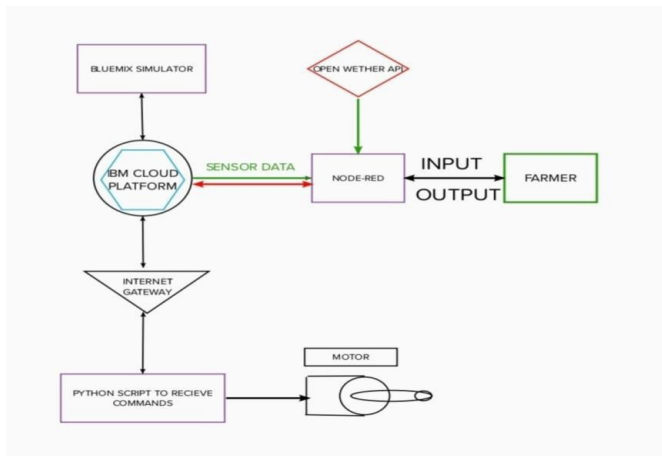 BLUEMIX SIMULATOR
OPEN WETHER API
IBM CLOUD
PLATFORM
SENSOR DATA
NODE-RED
INPUT
OUTPUT
FARMER
INTERNET
GATEWAY
MOTOR
PYTHON SCRIPT TO RECIEVE
COMMANDS